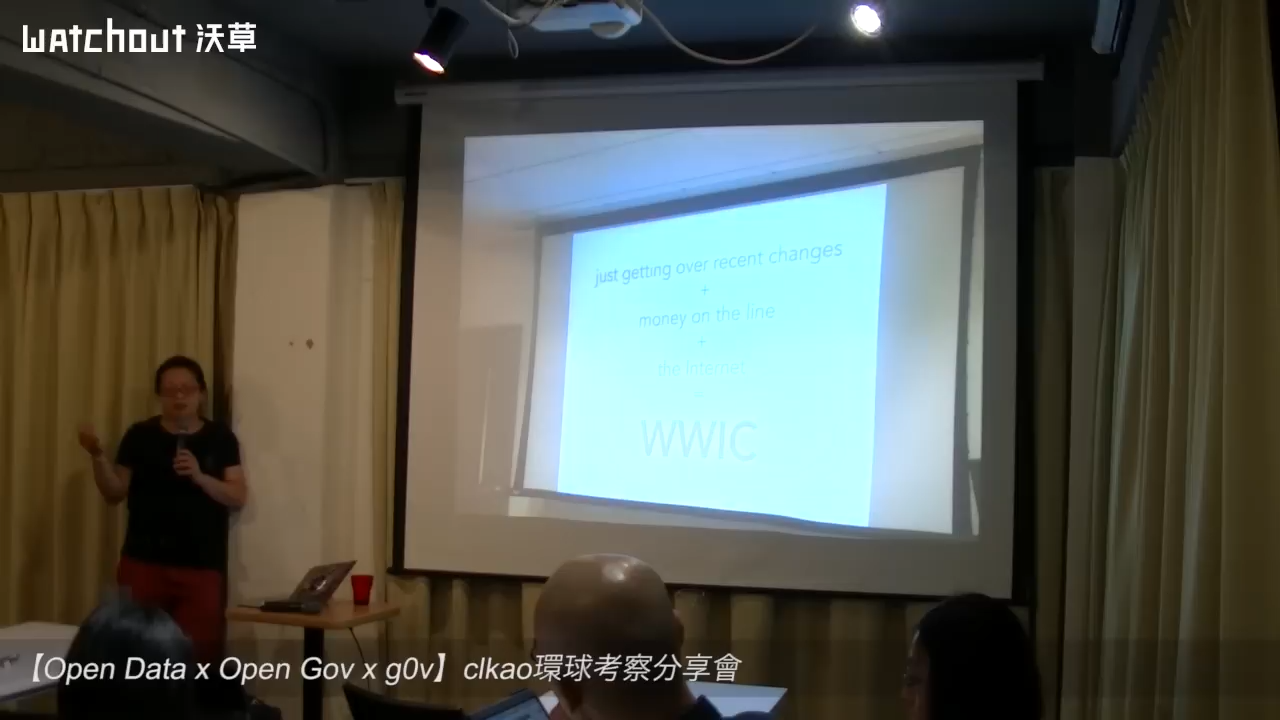 WATCHOUT 沃草
just getting over recent changes
+
money on the line
+
the Internet
=
WWIC
【Open Data x Open Gov x g0v】clkao環球考察分享會